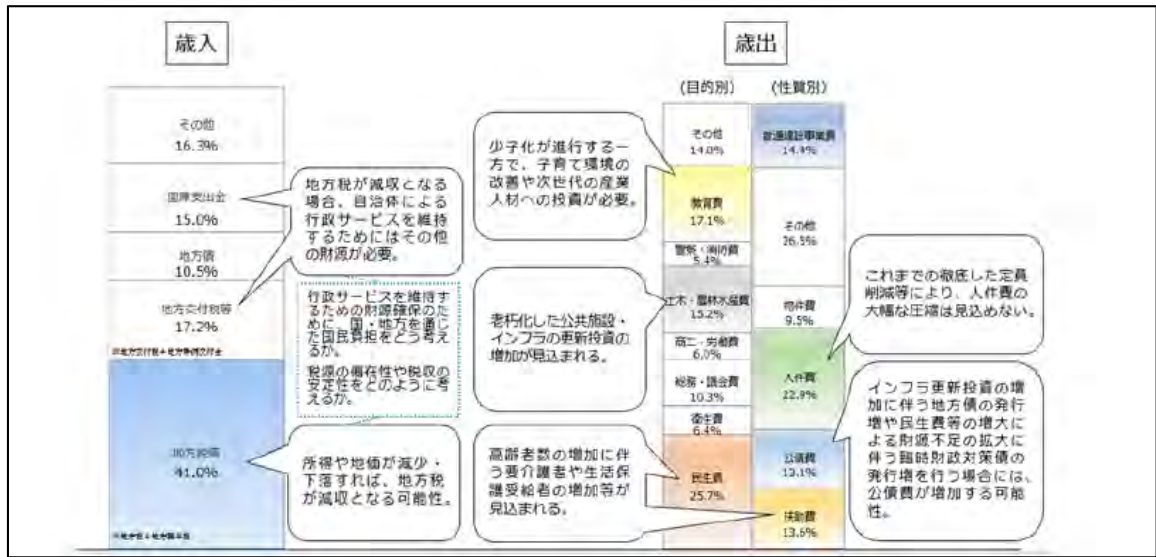 歳入
その他
16.3%
国庫支出金
15.0%
地方債
10.5%
地方交付税等
17.2%
※地方交付税+地方特例交付金
地方税等
41.0%
地方税が減収となる
場合、自治体による
行政サービスを維持
するためにはその他
の財源が必要。
行政サービスを維持す
るための財源確保のた
めに、国・地方を通じ
た国民負担をどう考え
るか。
税源の偏在性や税収の
安定性をどのように考
えるか。
所得や地価が減少・
下落すれば、地方税
が減収となる可能性。
歳出
(目的別)
(性質別)
その他
14.0%
教育費
17.1%
警察・消防費
5.4%
土木・農林水産費
15.2%
商工・労働費
6.0%
総務・議会費
10.3%
衛生費
6.4%
民生費
25.7%
普通建設事業費
14.4%
その他
26.5%
物件費
9.5%
人件費
22.9%
公債費
13.1%
扶助費
13.6%
少子化が進行する一
方で、子育て環境の
改善や次世代の産業
人材への投資が必要。
老朽化した公共施設・
インフラの更新投資の
増加が見込まれる。
高齢者数の増加に伴
う要介護者や生活保
護受給者の増加等が
見込まれる。
これまでの徹底した定員
削減等により、人件費の
大幅な圧縮は見込めない。
インフラ更新投資の増
加に伴う地方債の発行
増や民生費等の増大に
よる財源不足の拡大に
伴う臨時財政対策債の
発行増を行う場合には、
公債費が増加する可能
性。